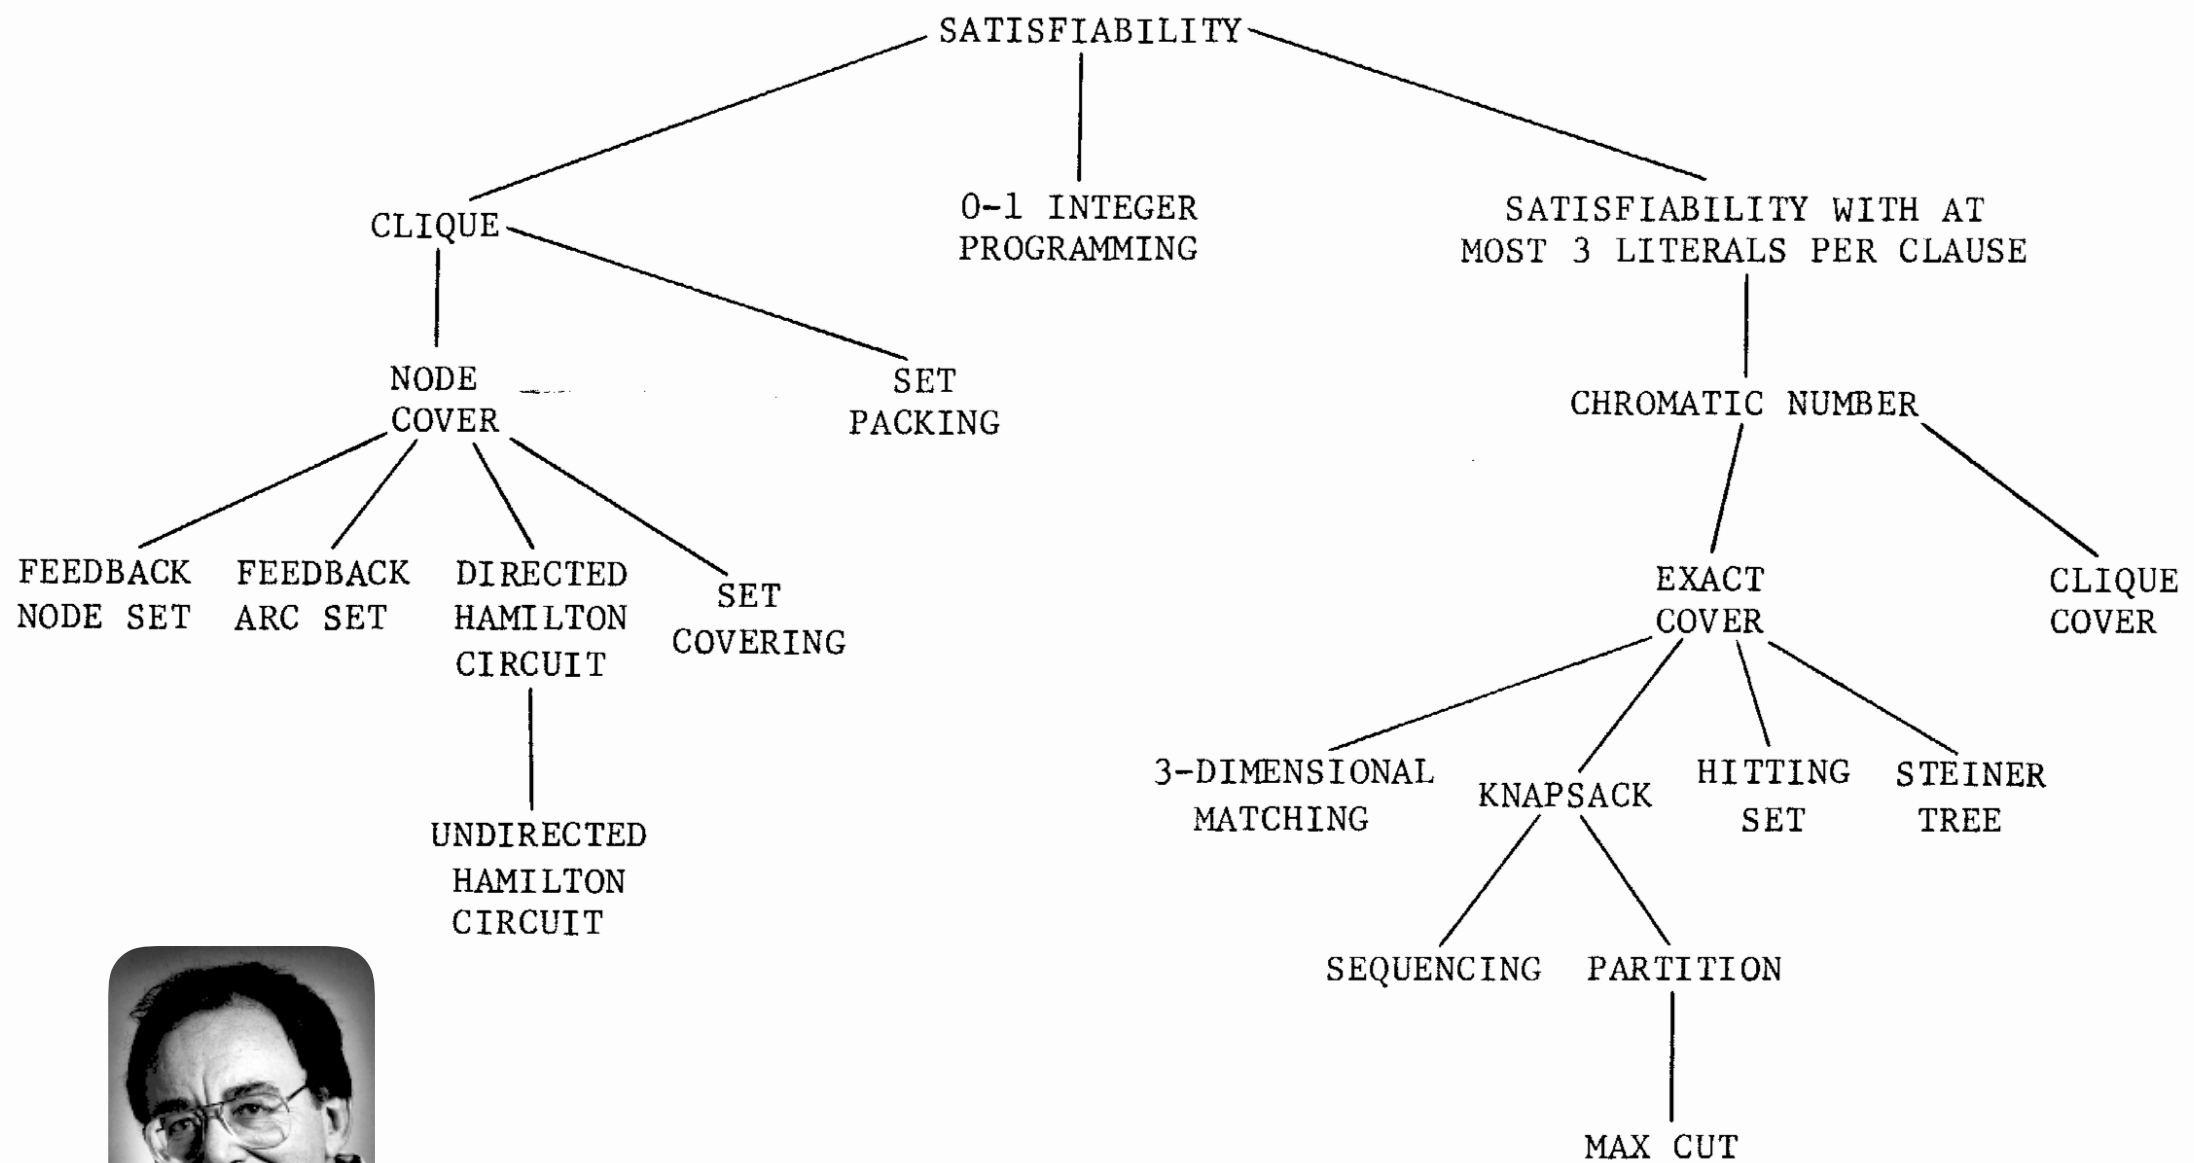 SATISFIABILITY
CLIQUE
0-1 INTEGER
PROGRAMMING
SATISFIABILITY WITH AT
MOST 3 LITERALS PER CLAUSE
NODE
COVER
SET
PACKING
CHROMATIC NUMBER
FEEDBACK
NODE SET
FEEDBACK
ARC SET
DIRECTED
HAMILTON
CIRCUIT
SET
COVERING
EXACT
COVER
CLIQUE
COVER
UNDIRECTED
HAMILTON
CIRCUIT
3-DIMENSIONAL
MATCHING
KNAPSACK
HITTING
SET
STEINER
TREE
SEQUENCING
PARTITION
MAX CUT